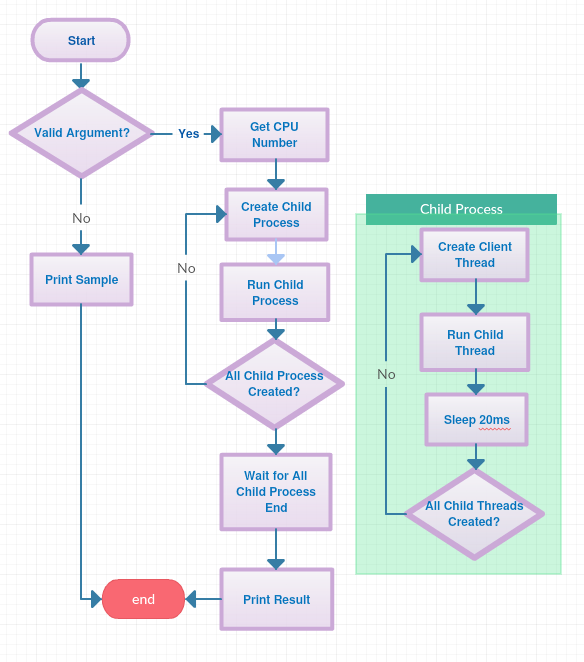 Start
Valid Argument?
Yes
Get CPU
Number
No
Print Sample
Create Child
Process
No
Run Child
Process
All Child Process
Created?
Wait for All
Child Process
End
Print Result
end
Child Process
Create Client
Thread
Run Child
Thread
No
Sleep 20ms
All Child Threads
Created?